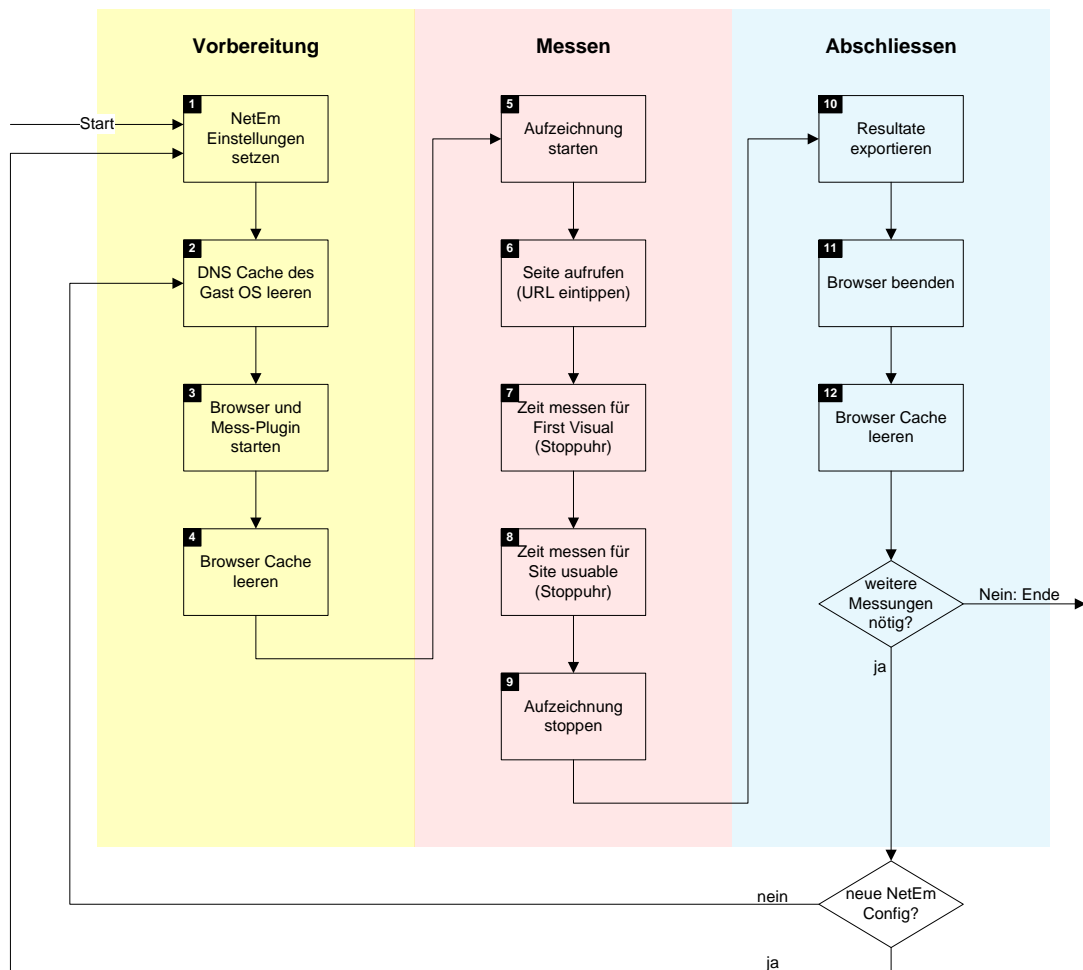 Vorbereitung
Start
1
NetEm
Einstellungen
setzen
2
DNS Cache des
Gast OS leeren
3
Browser und
Mess-Plugin
starten
4
Browser Cache
leeren
Messen
5
Aufzeichnung
starten
6
Seite aufrufen
(URL eintippen)
7
Zeit messen für
First Visual
(Stoppuhr)
8
Zeit messen für
Site usuable
(Stoppuhr)
9
Aufzeichnung
stoppen
Abschliessen
10
Resultate
exportieren
11
Browser beenden
12
Browser Cache
leeren
weitere
Messungen
nötig?
Nein: Ende
ja
neue NetEm
Config?
nein
ja